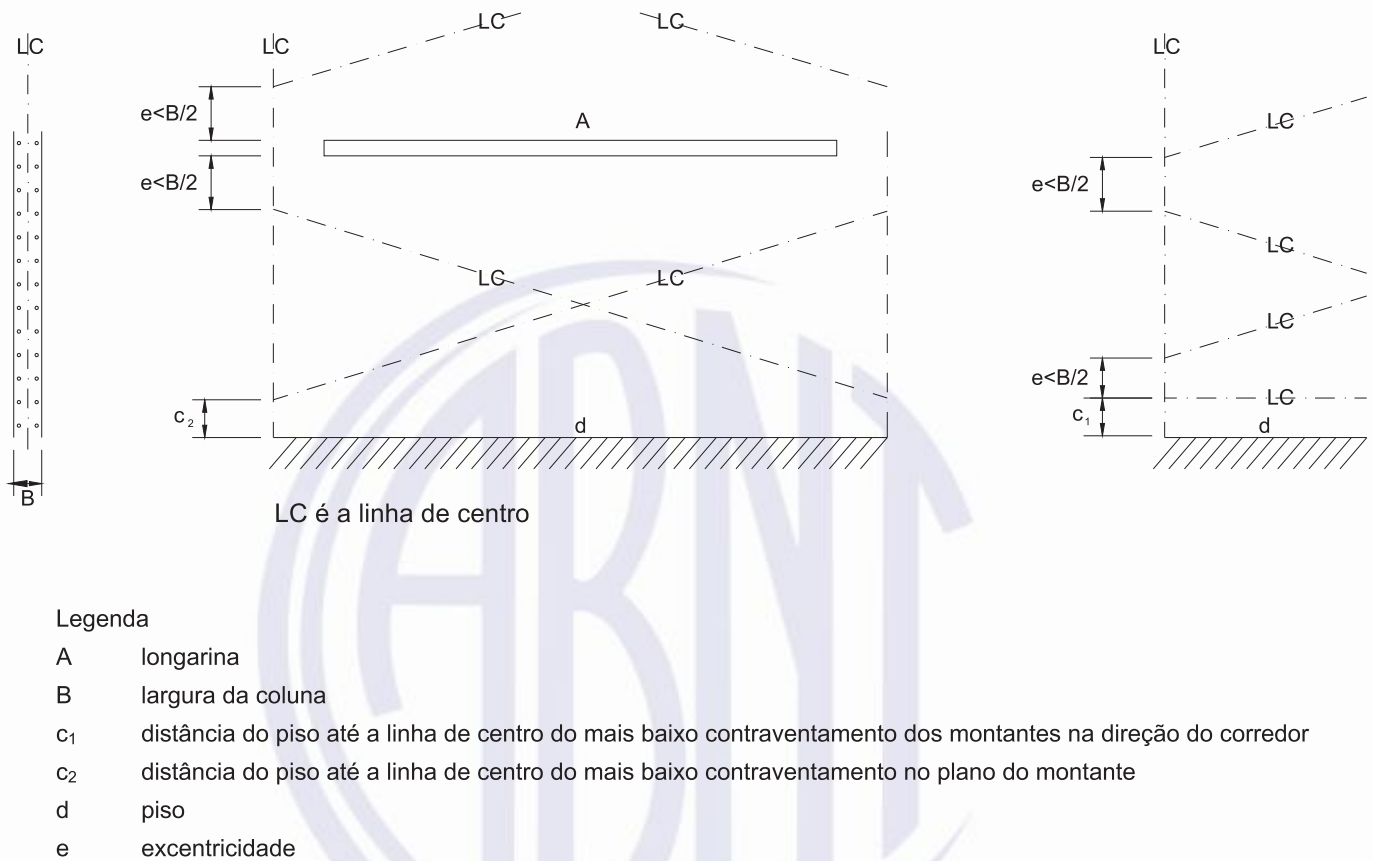 LC
LC
LC
LC
LC
e<B/2
A
LC
e<B/2
e<B/2
e<B/2
LC
LC
LC
LC
e<B/2
c₂
d
LC
c₁
d
B
LC é a linha de centro
ABNT
Legenda
A longarina
B largura da coluna
c₁ distância do piso até a linha de centro do mais baixo contraventamento dos montantes na direção do corredor
c₂ distância do piso até a linha de centro do mais baixo contraventamento no plano do montante
d piso
e excentricidade